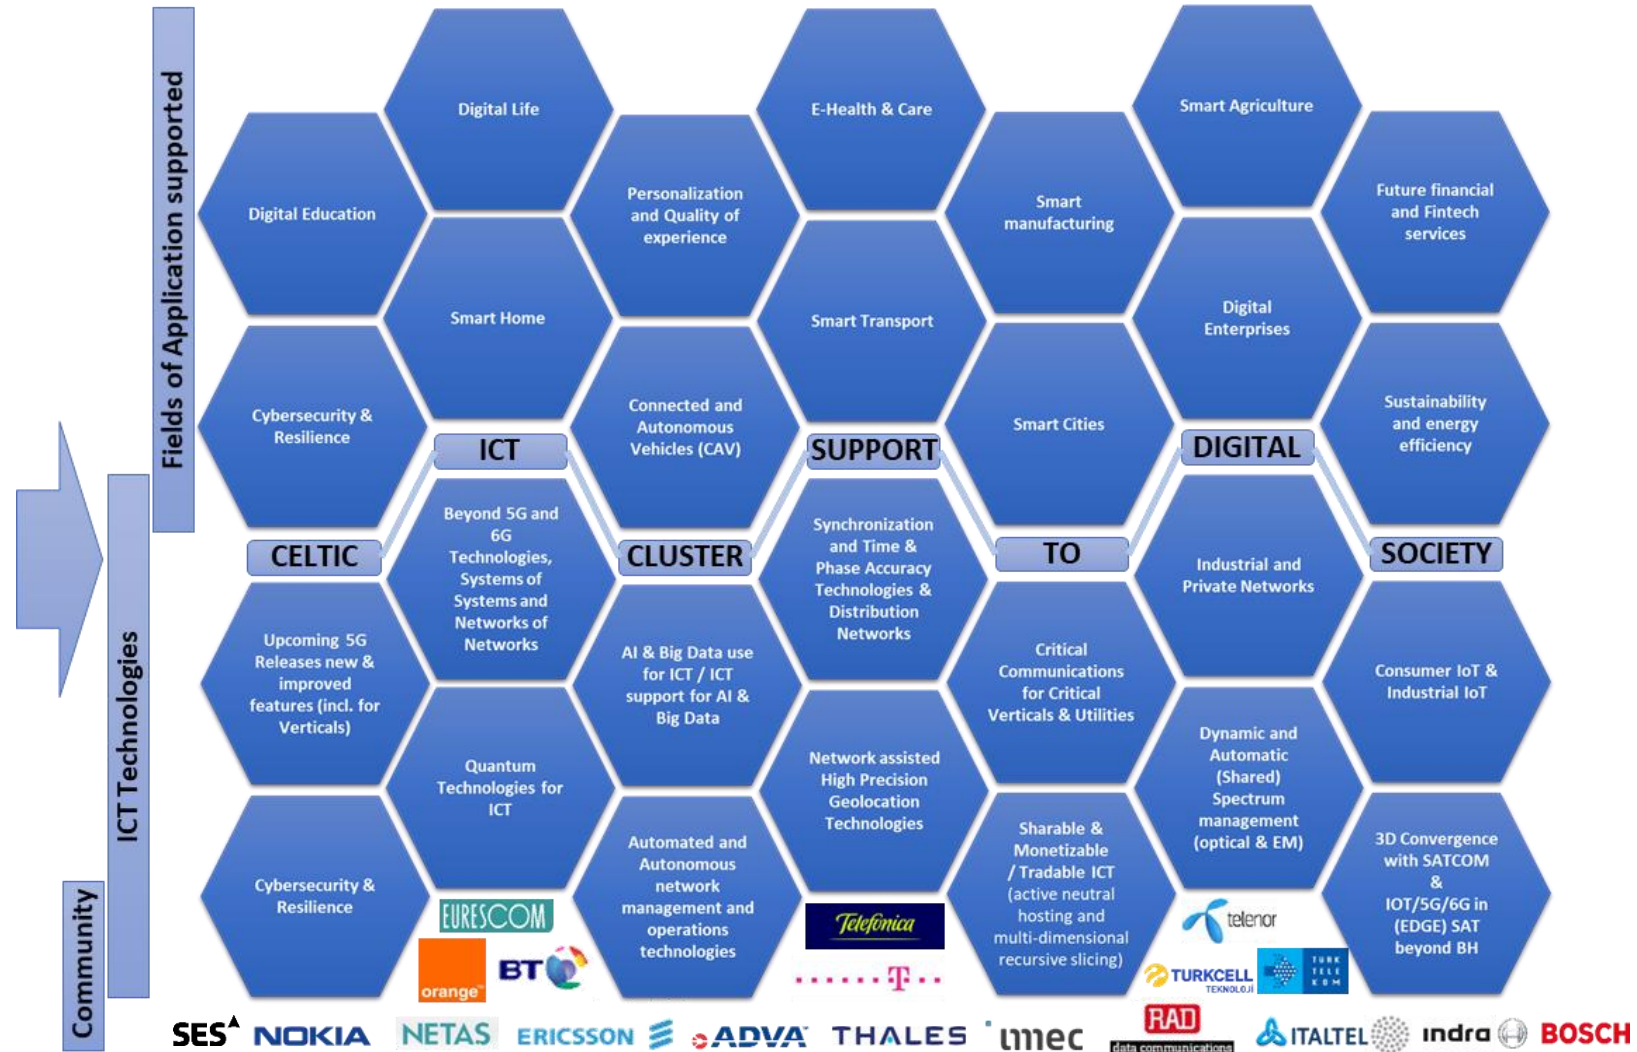 Fields of Application supported
ICT Technologies
Community
Digital Life
E-Health & Care
Smart Agriculture
Digital Education
Personalization
and Quality of
experience
Smart
manufacturing
Future financial
and Fintech
services
Smart Home
Smart Transport
Digital
Enterprises
Cybersecurity &
Resilience
Connected and
Autonomous
Vehicles (CAV)
Smart Cities
Sustainability
and energy
efficiency
CELTIC
ICT
CLUSTER
SUPPORT
TO
DIGITAL
SOCIETY
Beyond 5G and
6G
Technologies,
Systems of
Systems and
Networks of
Networks
Synchronization
and Time &
Phase Accuracy
Technologies &
Distribution
Networks
Industrial and
Private Networks
Upcoming 5G
Releases new &
improved
features (incl. for
Verticals)
AI & Big Data use
for ICT / ICT
support for AI &
Big Data
Critical
Communications
for Critical
Verticals & Utilities
Consumer IoT &
Industrial IoT
Quantum
Technologies for
ICT
Network assisted
High Precision
Geolocation
Technologies
Dynamic and
Automatic
(Shared)
Spectrum
management
(optical & EM)
Cybersecurity &
Resilience
Automated and
Autonomous
network
management and
operations
technologies
Sharable &
Monetizable
/ Tradable ICT
(active neutral
hosting and
multi-dimensional
recursive slicing)
3D Convergence
with SATCOM
&
IOT/5G/6G in
(EDGE) SAT
beyond BH
EURESCOM
Telefónica
telenor
orange
BT
T
TURKCELL
TEKNOLOJİ
TURK
TELE
KOM
SES
NOKIA
NETAS
ERICSSON
ADVA
THALES
imec
RAD
data communications
ITALTEL
indra
BOSCH